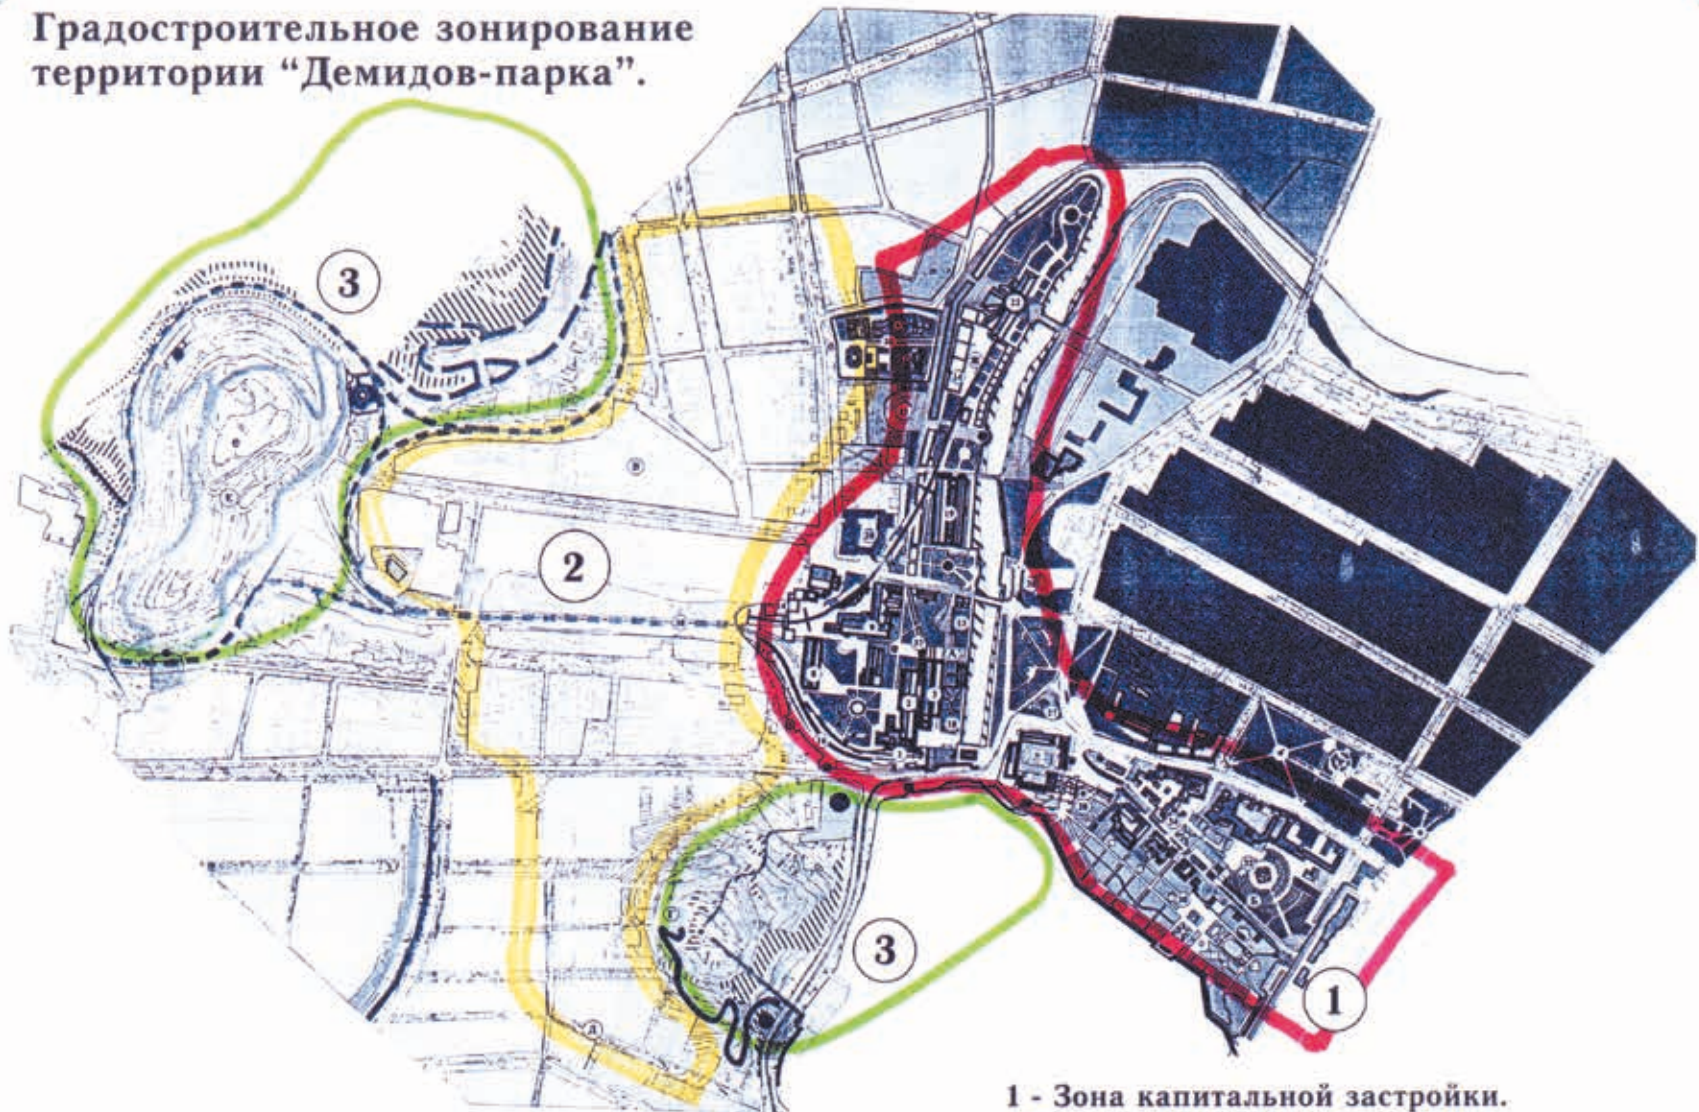 Градостроительное зонирование
территории “Демидов-парка”.
3
2
3
1
1 - Зона капитальной застройки.